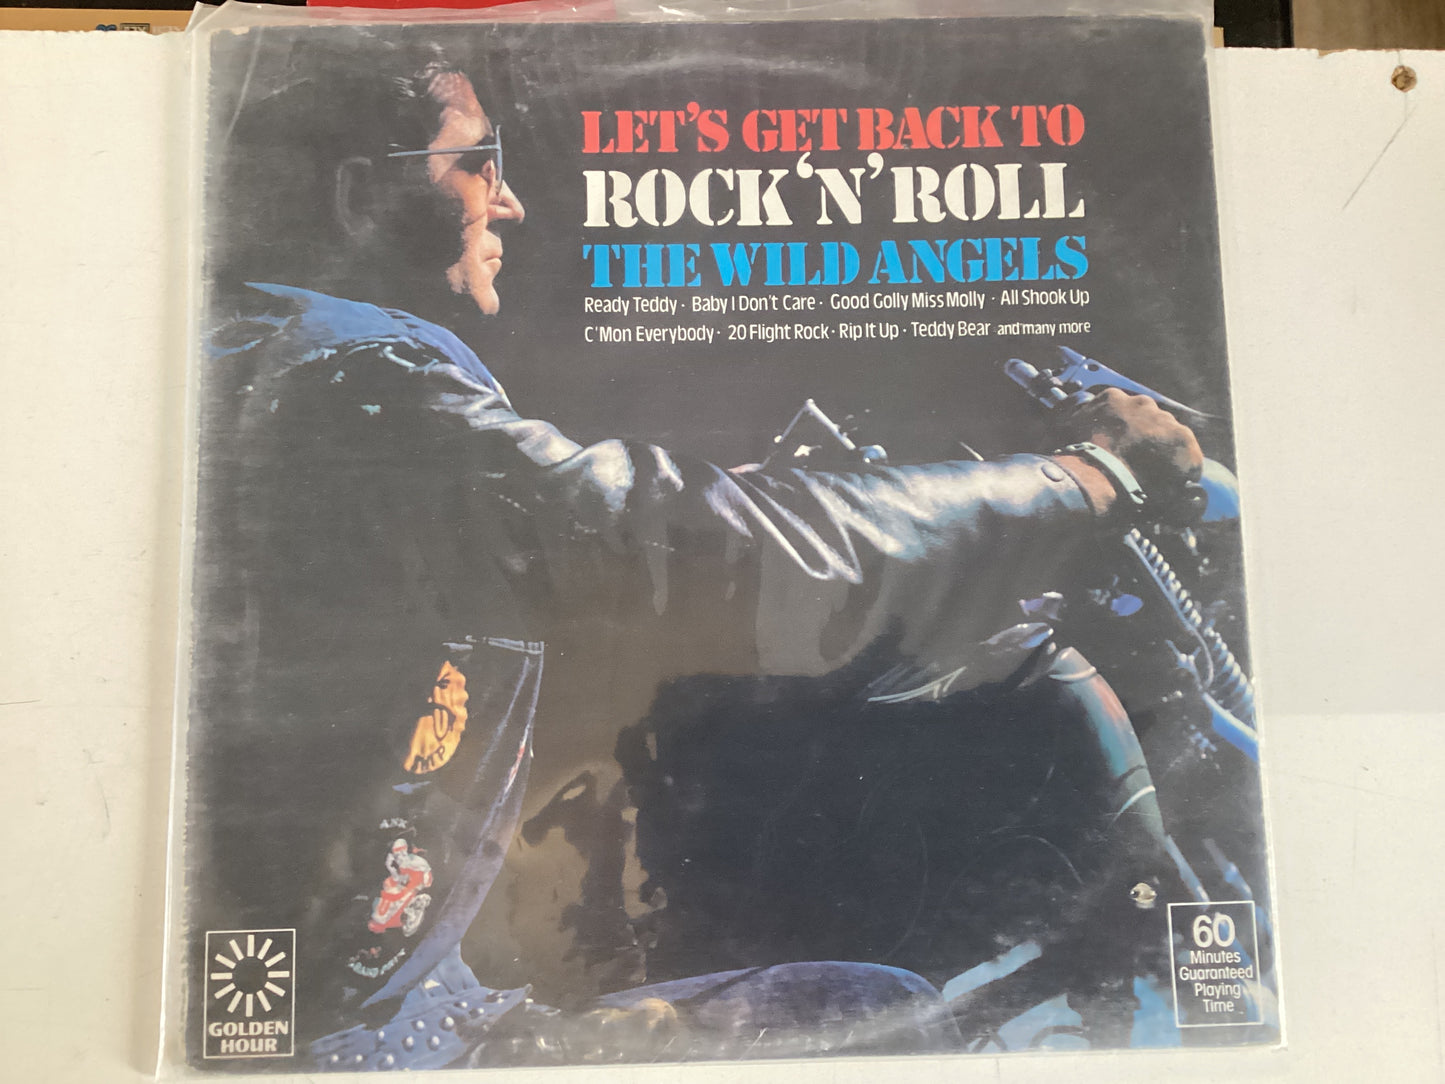 LET'S GET BACK TO
ROCK 'N' ROLL
THE WILD ANGELS
Ready Teddy · Baby I Don't Care · Good Golly Miss Molly · All Shook Up
C'Mon Everybody · 20 Flight Rock · Rip It Up · Teddy Bear and many more
GOLDEN
HOUR
60
Minutes
Guaranteed
Playing
Time